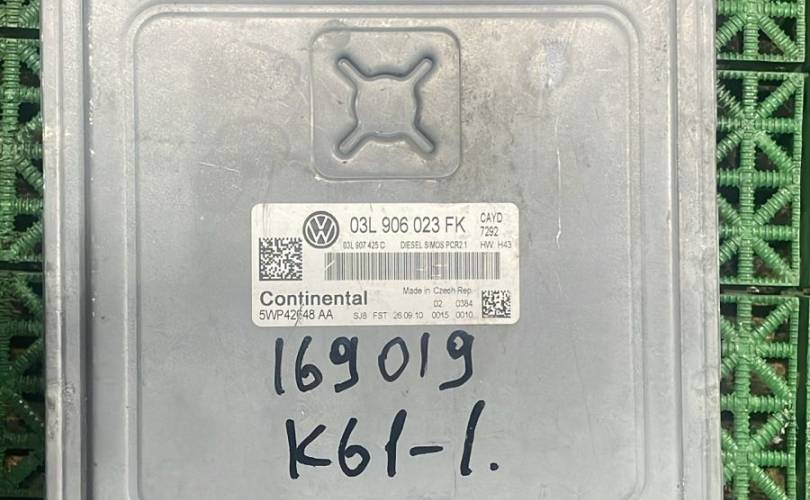 03L 906 023 FK CAYD
7292
03L 907 425 C DIESEL SIMOS PCR2.1 HW H43
Continental Made in Czech Rep.
02 0384
5WP42648 AA SJ8 FST 26.09.10 0015 0010
169019
K61-1.